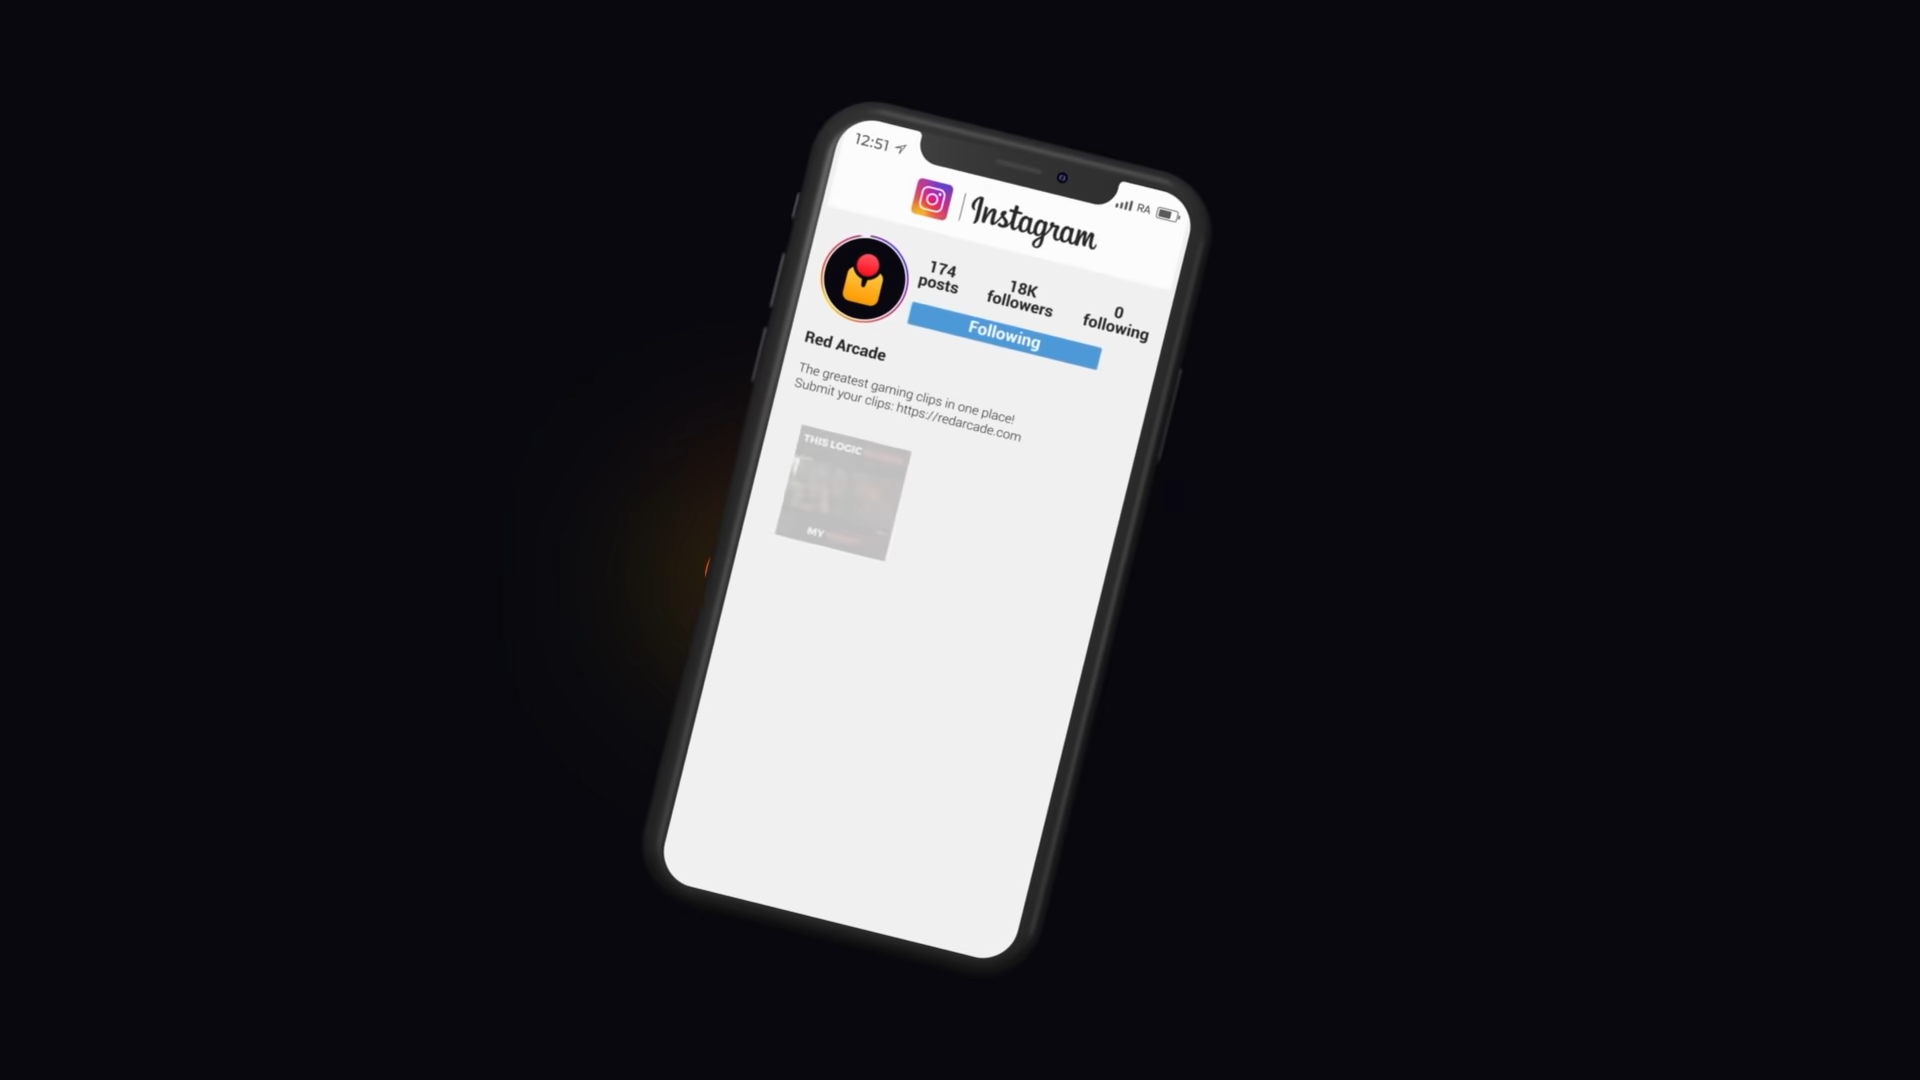 12:51
RA
Instagram
174
posts
18K
followers
0
following
Following
Red Arcade
The greatest gaming clips in one place!
Submit your clips: https://redarcade.com
THIS LOGIC
MY